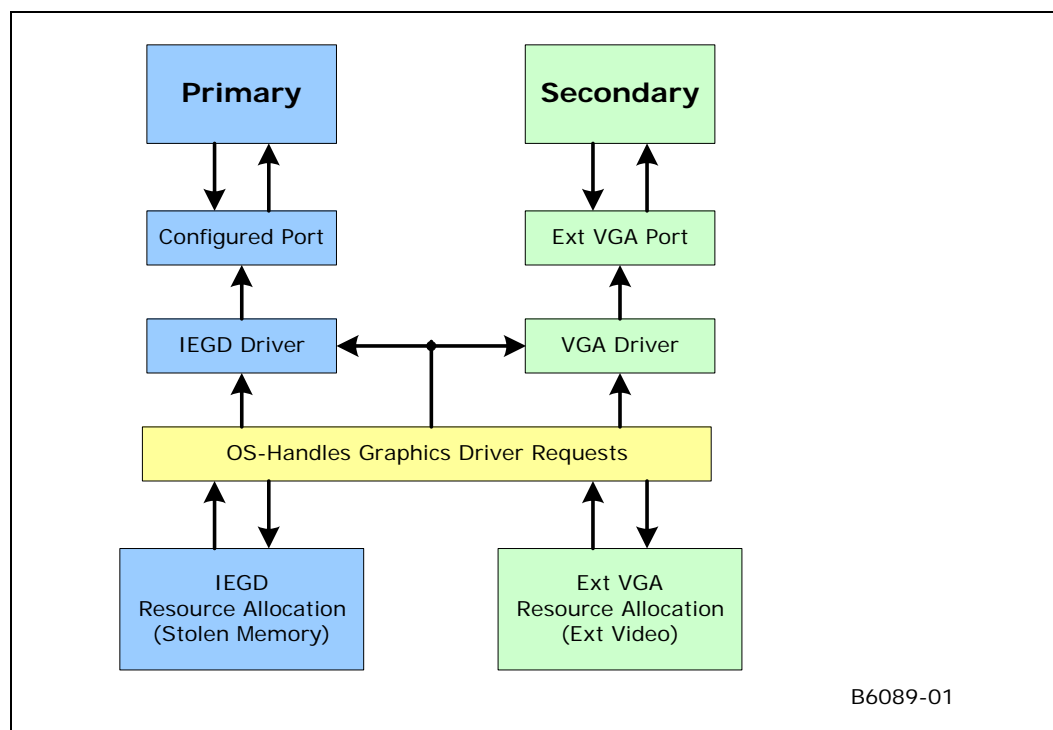 Primary
Secondary
Configured Port
Ext VGA Port
IEGD Driver
VGA Driver
OS-Handles Graphics Driver Requests
IEGD
Resource Allocation
(Stolen Memory)
Ext VGA
Resource Allocation
(Ext Video)
B6089-01